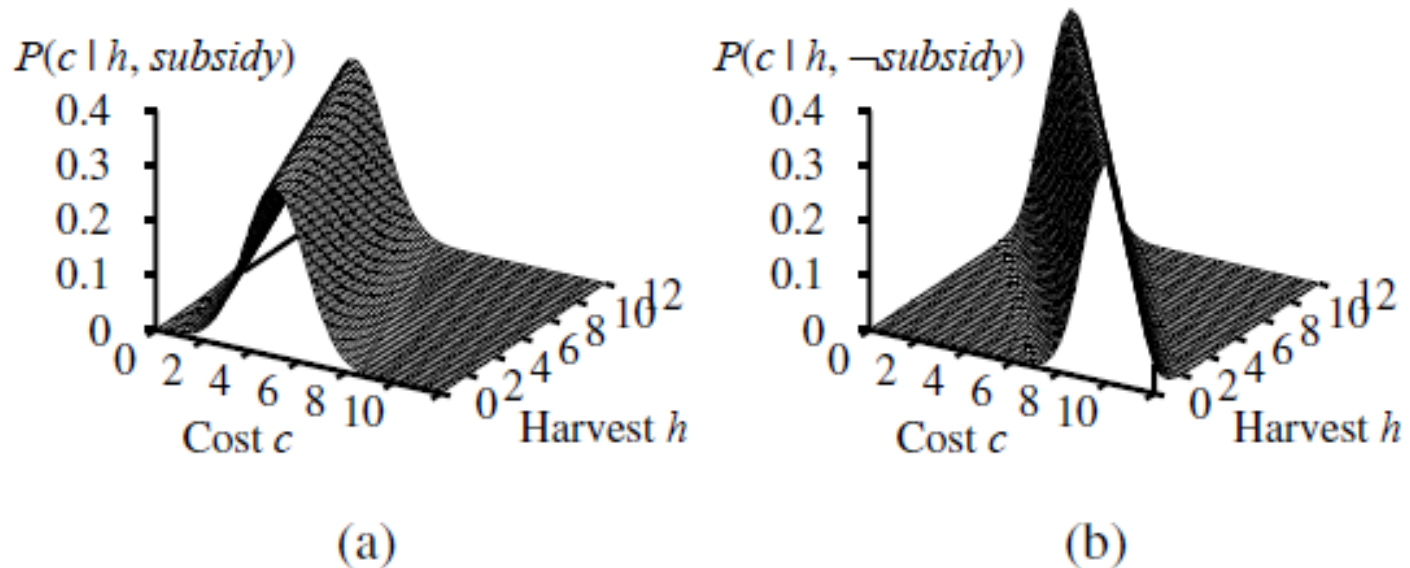 P(c | h, subsidy)
0.4
0.3
0.2
0.1
0
0 2 4 6 8 10
Cost c
0 2 4 6 8 10 12
Harvest h
(a)
P(c | h, ¬subsidy)
0.4
0.3
0.2
0.1
0
0 2 4 6 8 10
Cost c
0 2 4 6 8 10 12
Harvest h
(b)